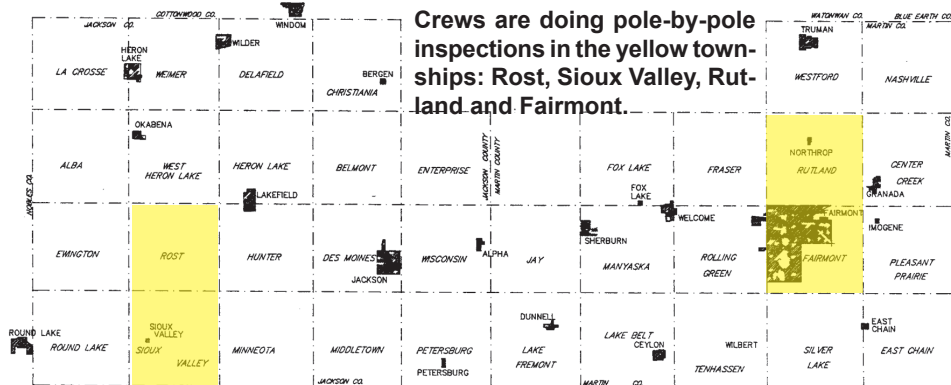 Crews are doing pole-by-pole
inspections in the yellow town-
ships: Rost, Sioux Valley, Rut-
land and Fairmont.
COTTONWOOD CO.
JACKSON CO.
WINDOM
WATONWAN CO.
BLUE EARTH CO.
MARTIN CO.
HERON
LAKE
WILDER
TRUMAN
LA CROSSE
WEIMER
DELAFIELD
BERGEN
CHRISTIANIA
WESTFORD
NASHVILLE
OKABENA
MARTIN CO.
NORTHROP
ALBA
WEST
HERON LAKE
HERON LAKE
BELMONT
ENTERPRISE
JACKSON COUNTY
MARTIN COUNTY
FOX LAKE
FRASER
RUTLAND
CENTER
CREEK
NOBLES CO.
LAKEFIELD
FOX
LAKE
WELCOME
GRANADA
FAIRMONT
IMOGENE
SHERBURN
EWINGTON
ROST
HUNTER
DES MOINES
JACKSON
WISCONSIN
ALPHA
JAY
MANYASKA
ROLLING
GREEN
FAIRMONT
PLEASANT
PRAIRIE
ROUND LAKE
ROUND LAKE
SIOUX
VALLEY
SIOUX
VALLEY
MINNEOTA
MIDDLETOWN
PETERSBURG
PETERSBURG
DUNNELL
LAKE
FREMONT
LAKE BELT
CEYLON
WILBERT
TENHASSEN
SILVER
LAKE
EAST
CHAIN
EAST CHAIN
JACKSON CO.
MARTIN CO.